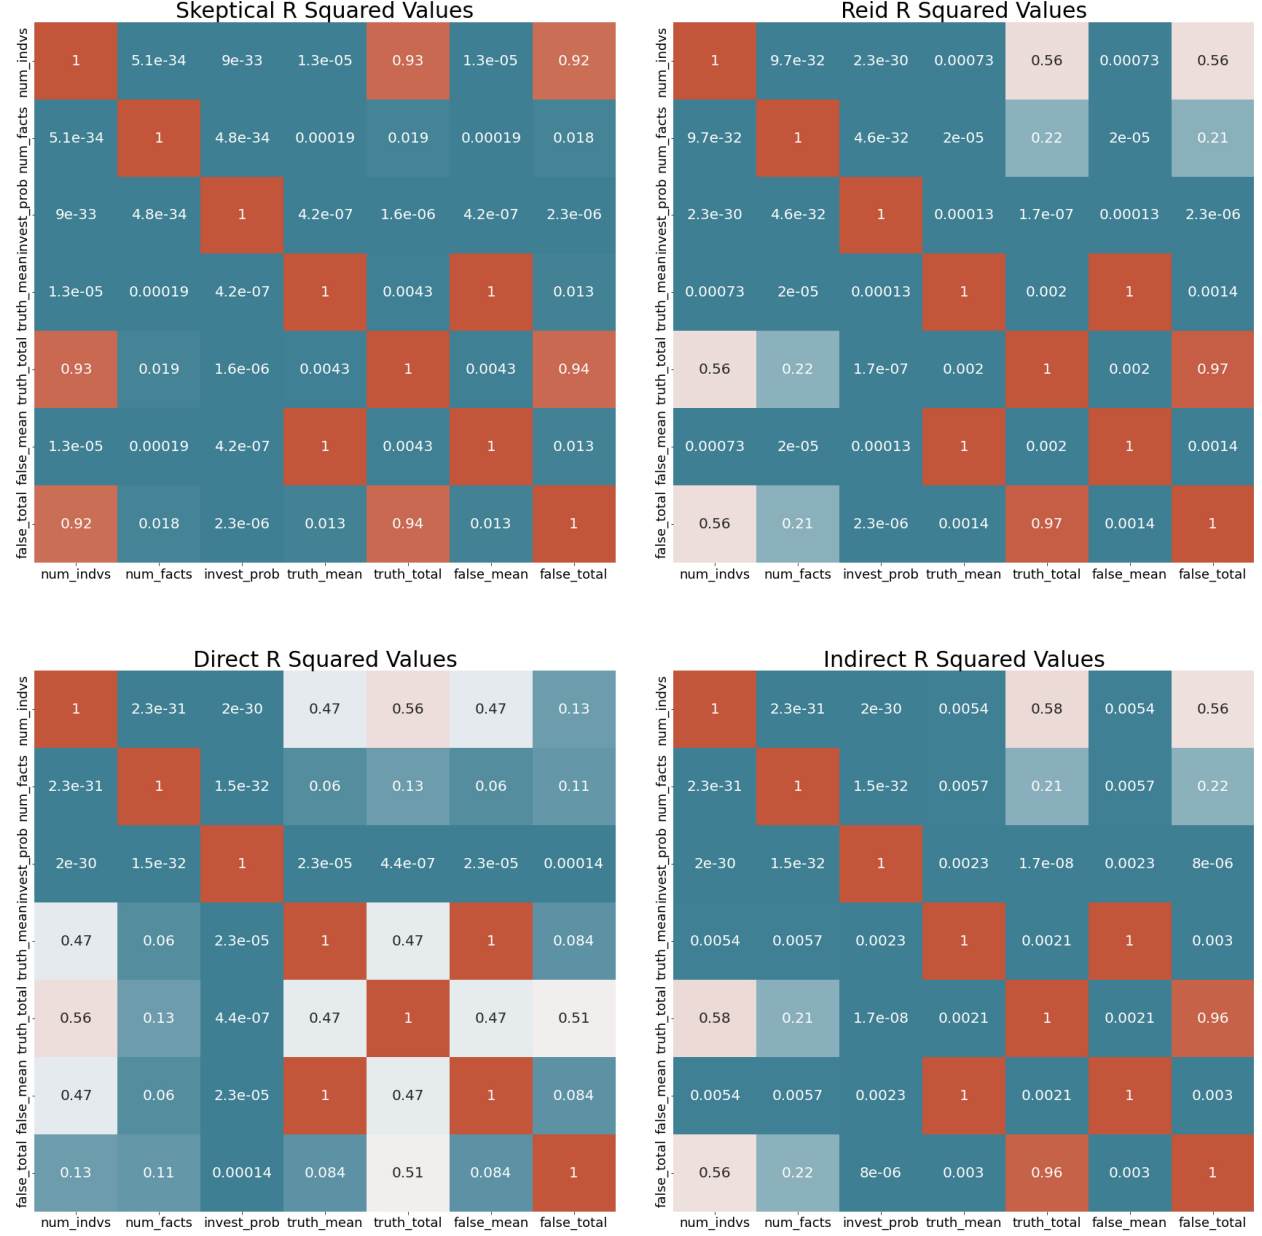 Skeptical R Squared Values
num_indvs 1 5.1e-34 9e-33 1.3e-05 0.93 1.3e-05 0.92
num_facts 5.1e-34 1 4.8e-34 0.00019 0.019 0.00019 0.018
invest_prob 9e-33 4.8e-34 1 4.2e-07 1.6e-06 4.2e-07 2.3e-06
truth_mean 1.3e-05 0.00019 4.2e-07 1 0.0043 1 0.013
truth_total 0.93 0.019 1.6e-06 0.0043 1 0.0043 0.94
false_mean 1.3e-05 0.00019 4.2e-07 1 0.0043 1 0.013
false_total 0.92 0.018 2.3e-06 0.013 0.94 0.013 1
num_indvs num_facts invest_prob truth_mean truth_total false_mean false_total
Reid R Squared Values
num_indvs 1 9.7e-32 2.3e-30 0.00073 0.56 0.00073 0.56
num_facts 9.7e-32 1 4.6e-32 2e-05 0.22 2e-05 0.21
invest_prob 2.3e-30 4.6e-32 1 0.00013 1.7e-07 0.00013 2.3e-06
truth_mean 0.00073 2e-05 0.00013 1 0.002 1 0.0014
truth_total 0.56 0.22 1.7e-07 0.002 1 0.002 0.97
false_mean 0.00073 2e-05 0.00013 1 0.002 1 0.0014
false_total 0.56 0.21 2.3e-06 0.0014 0.97 0.0014 1
num_indvs num_facts invest_prob truth_mean truth_total false_mean false_total
Direct R Squared Values
num_indvs 1 2.3e-31 2e-30 0.47 0.56 0.47 0.13
num_facts 2.3e-31 1 1.5e-32 0.06 0.13 0.06 0.11
invest_prob 2e-30 1.5e-32 1 2.3e-05 4.4e-07 2.3e-05 0.00014
truth_mean 0.47 0.06 2.3e-05 1 0.47 1 0.084
truth_total 0.56 0.13 4.4e-07 0.47 1 0.47 0.51
false_mean 0.47 0.06 2.3e-05 1 0.47 1 0.084
false_total 0.13 0.11 0.00014 0.084 0.51 0.084 1
num_indvs num_facts invest_prob truth_mean truth_total false_mean false_total
Indirect R Squared Values
num_indvs 1 2.3e-31 2e-30 0.0054 0.58 0.0054 0.56
num_facts 2.3e-31 1 1.5e-32 0.0057 0.21 0.0057 0.22
invest_prob 2e-30 1.5e-32 1 0.0023 1.7e-08 0.0023 8e-06
truth_mean 0.0054 0.0057 0.0023 1 0.0021 1 0.003
truth_total 0.58 0.21 1.7e-08 0.0021 1 0.0021 0.96
false_mean 0.0054 0.0057 0.0023 1 0.0021 1 0.003
false_total 0.56 0.22 8e-06 0.003 0.96 0.003 1
num_indvs num_facts invest_prob truth_mean truth_total false_mean false_total